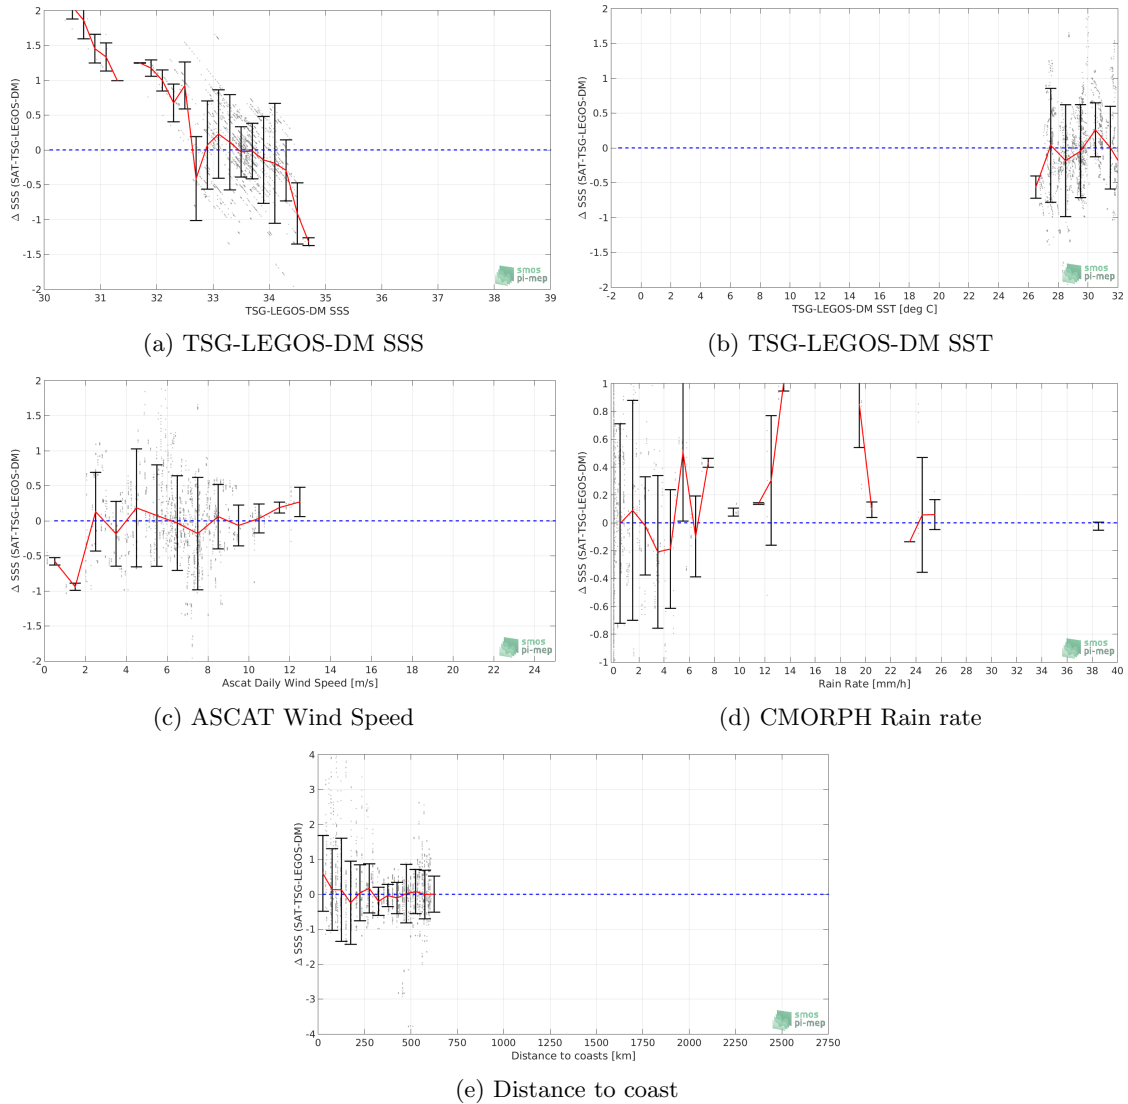 Δ SSS (SAT-TSG-LEGOS-DM)
2
1.5
1
0.5
0
-0.5
-1
-1.5
-2
30 31 32 33 34 35 36 37 38 39
TSG-LEGOS-DM SSS
smos
pi-mep
(a) TSG-LEGOS-DM SSS
Δ SSS (SAT-TSG-LEGOS-DM)
2
1.5
1
0.5
0
-0.5
-1
-1.5
-2
-2 0 2 4 6 8 10 12 14 16 18 20 22 24 26 28 30 32
TSG-LEGOS-DM SST [deg C]
smos
pi-mep
(b) TSG-LEGOS-DM SST
Δ SSS (SAT-TSG-LEGOS-DM)
2
1.5
1
0.5
0
-0.5
-1
-1.5
-2
0 2 4 6 8 10 12 14 16 18 20 22 24
Ascat Daily Wind Speed [m/s]
smos
pi-mep
(c) ASCAT Wind Speed
Δ SSS (SAT-TSG-LEGOS-DM)
1
0.8
0.6
0.4
0.2
0
-0.2
-0.4
-0.6
-0.8
-1
0 2 4 6 8 10 12 14 16 18 20 22 24 26 28 30 32 34 36 38 40
Rain Rate [mm/h]
smos
pi-mep
(d) CMORPH Rain rate
Δ SSS (SAT-TSG-LEGOS-DM)
4
3
2
1
0
-1
-2
-3
-4
0 250 500 750 1000 1250 1500 1750 2000 2250 2500 2750
Distance to coasts [km]
smos
pi-mep
(e) Distance to coast